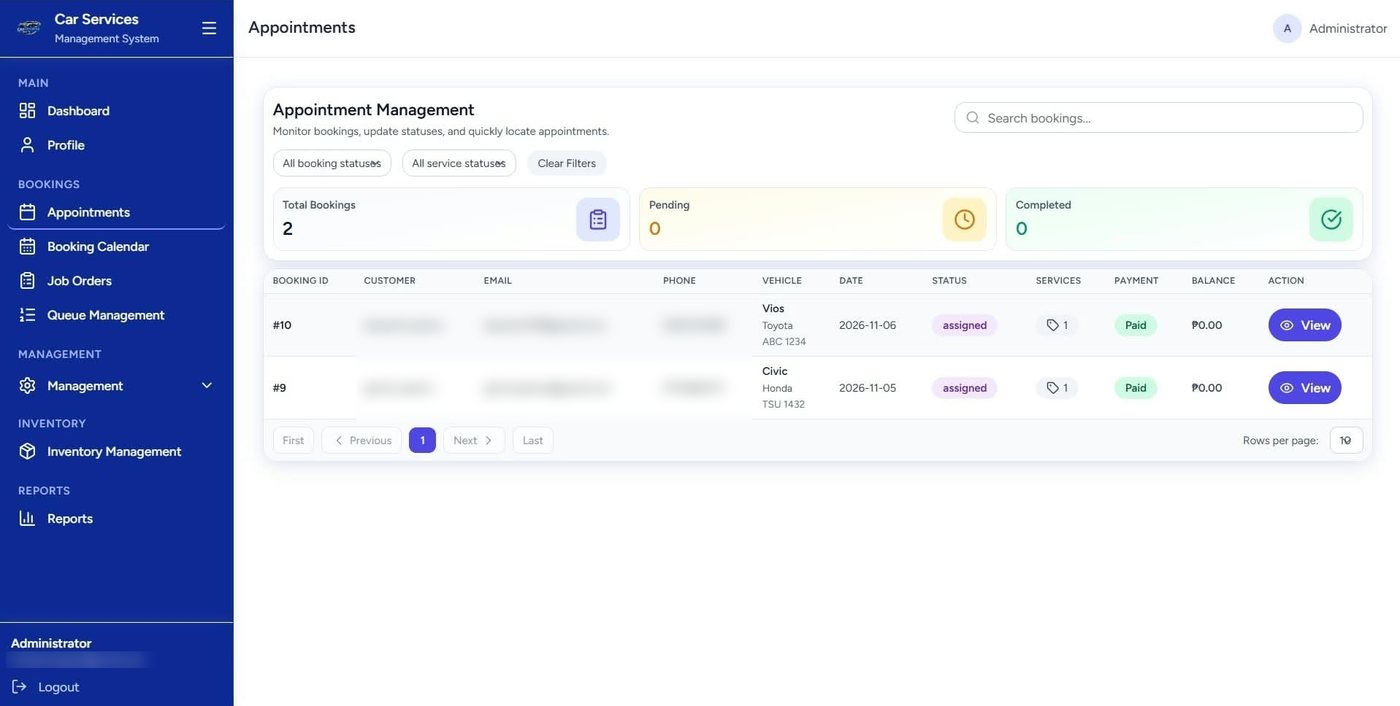 Car Services
Management System
MAIN
Dashboard
Profile
BOOKINGS
Appointments
Booking Calendar
Job Orders
Queue Management
MANAGEMENT
Management
INVENTORY
Inventory Management
REPORTS
Reports
Administrator
Logout
Appointments
A Administrator
Appointment Management
Monitor bookings, update statuses, and quickly locate appointments.
Search bookings...
All booking statuses All service statuses Clear Filters
Total Bookings
2
Pending
0
Completed
0
BOOKING ID CUSTOMER EMAIL PHONE VEHICLE DATE STATUS SERVICES PAYMENT BALANCE ACTION
#10 Vios Toyota ABC 1234 2026-11-06 assigned 1 Paid ₱0.00 View
#9 Civic Honda TSU 1432 2026-11-05 assigned 1 Paid ₱0.00 View
First Previous 1 Next Last Rows per page: 10